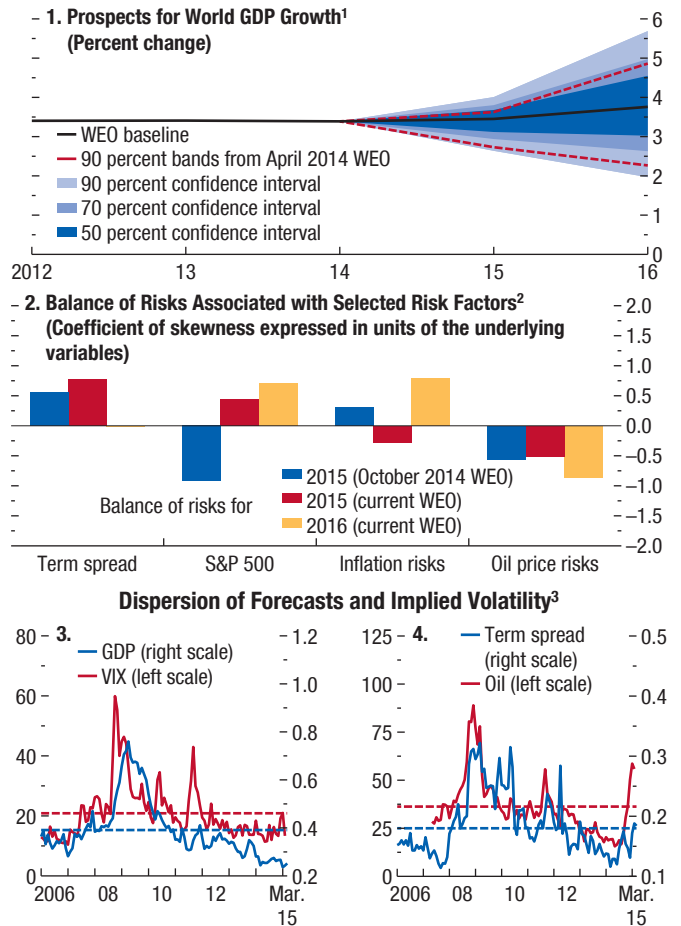 1. Prospects for World GDP Growth¹
(Percent change)
6
5
4
3
2
1
0
WEO baseline
90 percent bands from April 2014 WEO
90 percent confidence interval
70 percent confidence interval
50 percent confidence interval
2012 13 14 15 16
2. Balance of Risks Associated with Selected Risk Factors²
(Coefficient of skewness expressed in units of the underlying
variables)
2.0
1.5
1.0
0.5
0.0
–0.5
–1.0
–1.5
–2.0
Balance of risks for
2015 (October 2014 WEO)
2015 (current WEO)
2016 (current WEO)
Term spread S&P 500 Inflation risks Oil price risks
Dispersion of Forecasts and Implied Volatility³
3.
GDP (right scale)
VIX (left scale)
80
60
40
20
0
1.2
1.0
0.8
0.6
0.4
0.2
2006 08 10 12 Mar.
15
4.
Term spread
(right scale)
Oil (left scale)
125
100
75
50
25
0
0.5
0.4
0.3
0.2
0.1
2006 08 10 12 Mar.
15